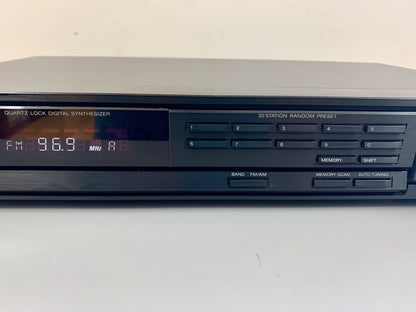 QUARTZ LOCK DIGITAL SYNTHESIZER
30 STATION RANDOM PRESET
1 2 3 4 5
FM 96.9 MHz A
6 7 8 9 0
MEMORY SHIFT
BAND FM/AM MEMORY SCAN AUTO TUNING